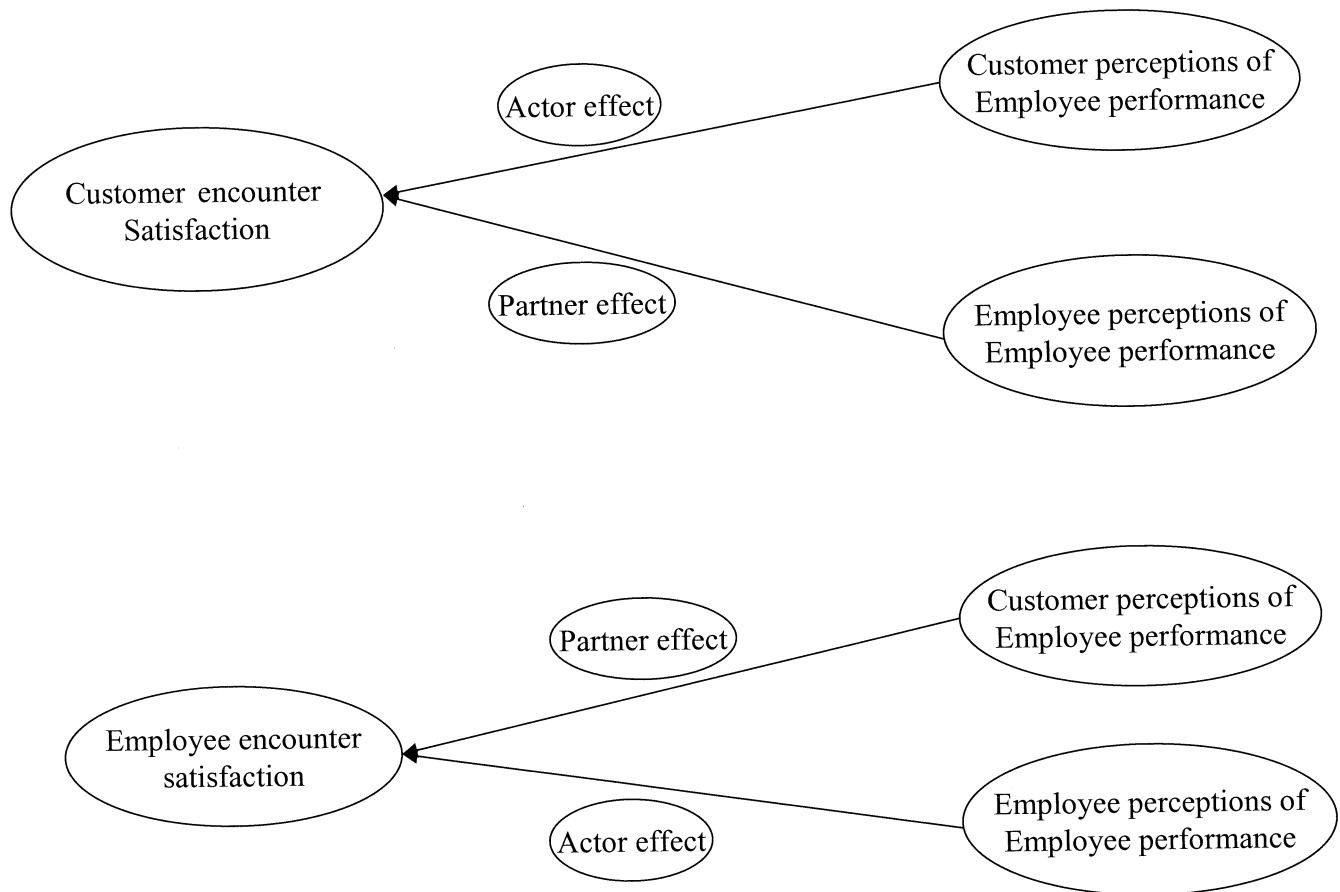 Customer perceptions of
Employee performance
Actor effect
Customer encounter
Satisfaction
Partner effect
Employee perceptions of
Employee performance
Customer perceptions of
Employee performance
Partner effect
Employee encounter
satisfaction
Employee perceptions of
Employee performance
Actor effect